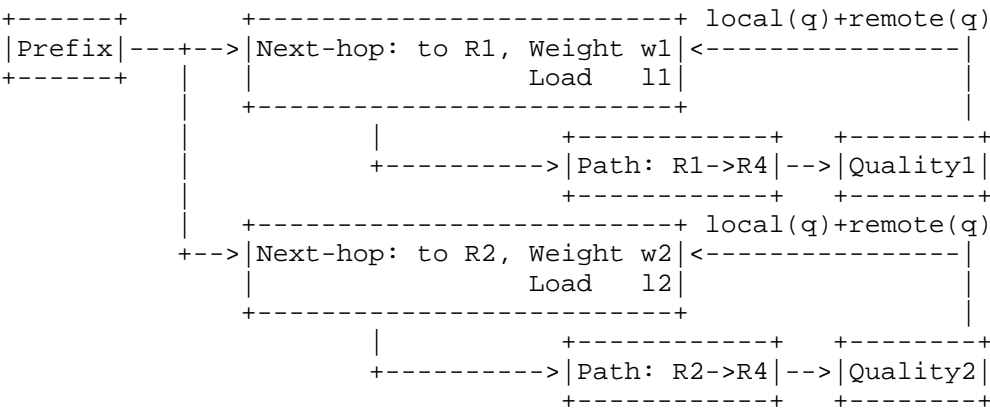 local(q)+remote(q)
Prefix Next-hop: to R1, Weight w1
Load l1
Path: R1->R4 Quality1
local(q)+remote(q)
Next-hop: to R2, Weight w2
Load l2
Path: R2->R4 Quality2